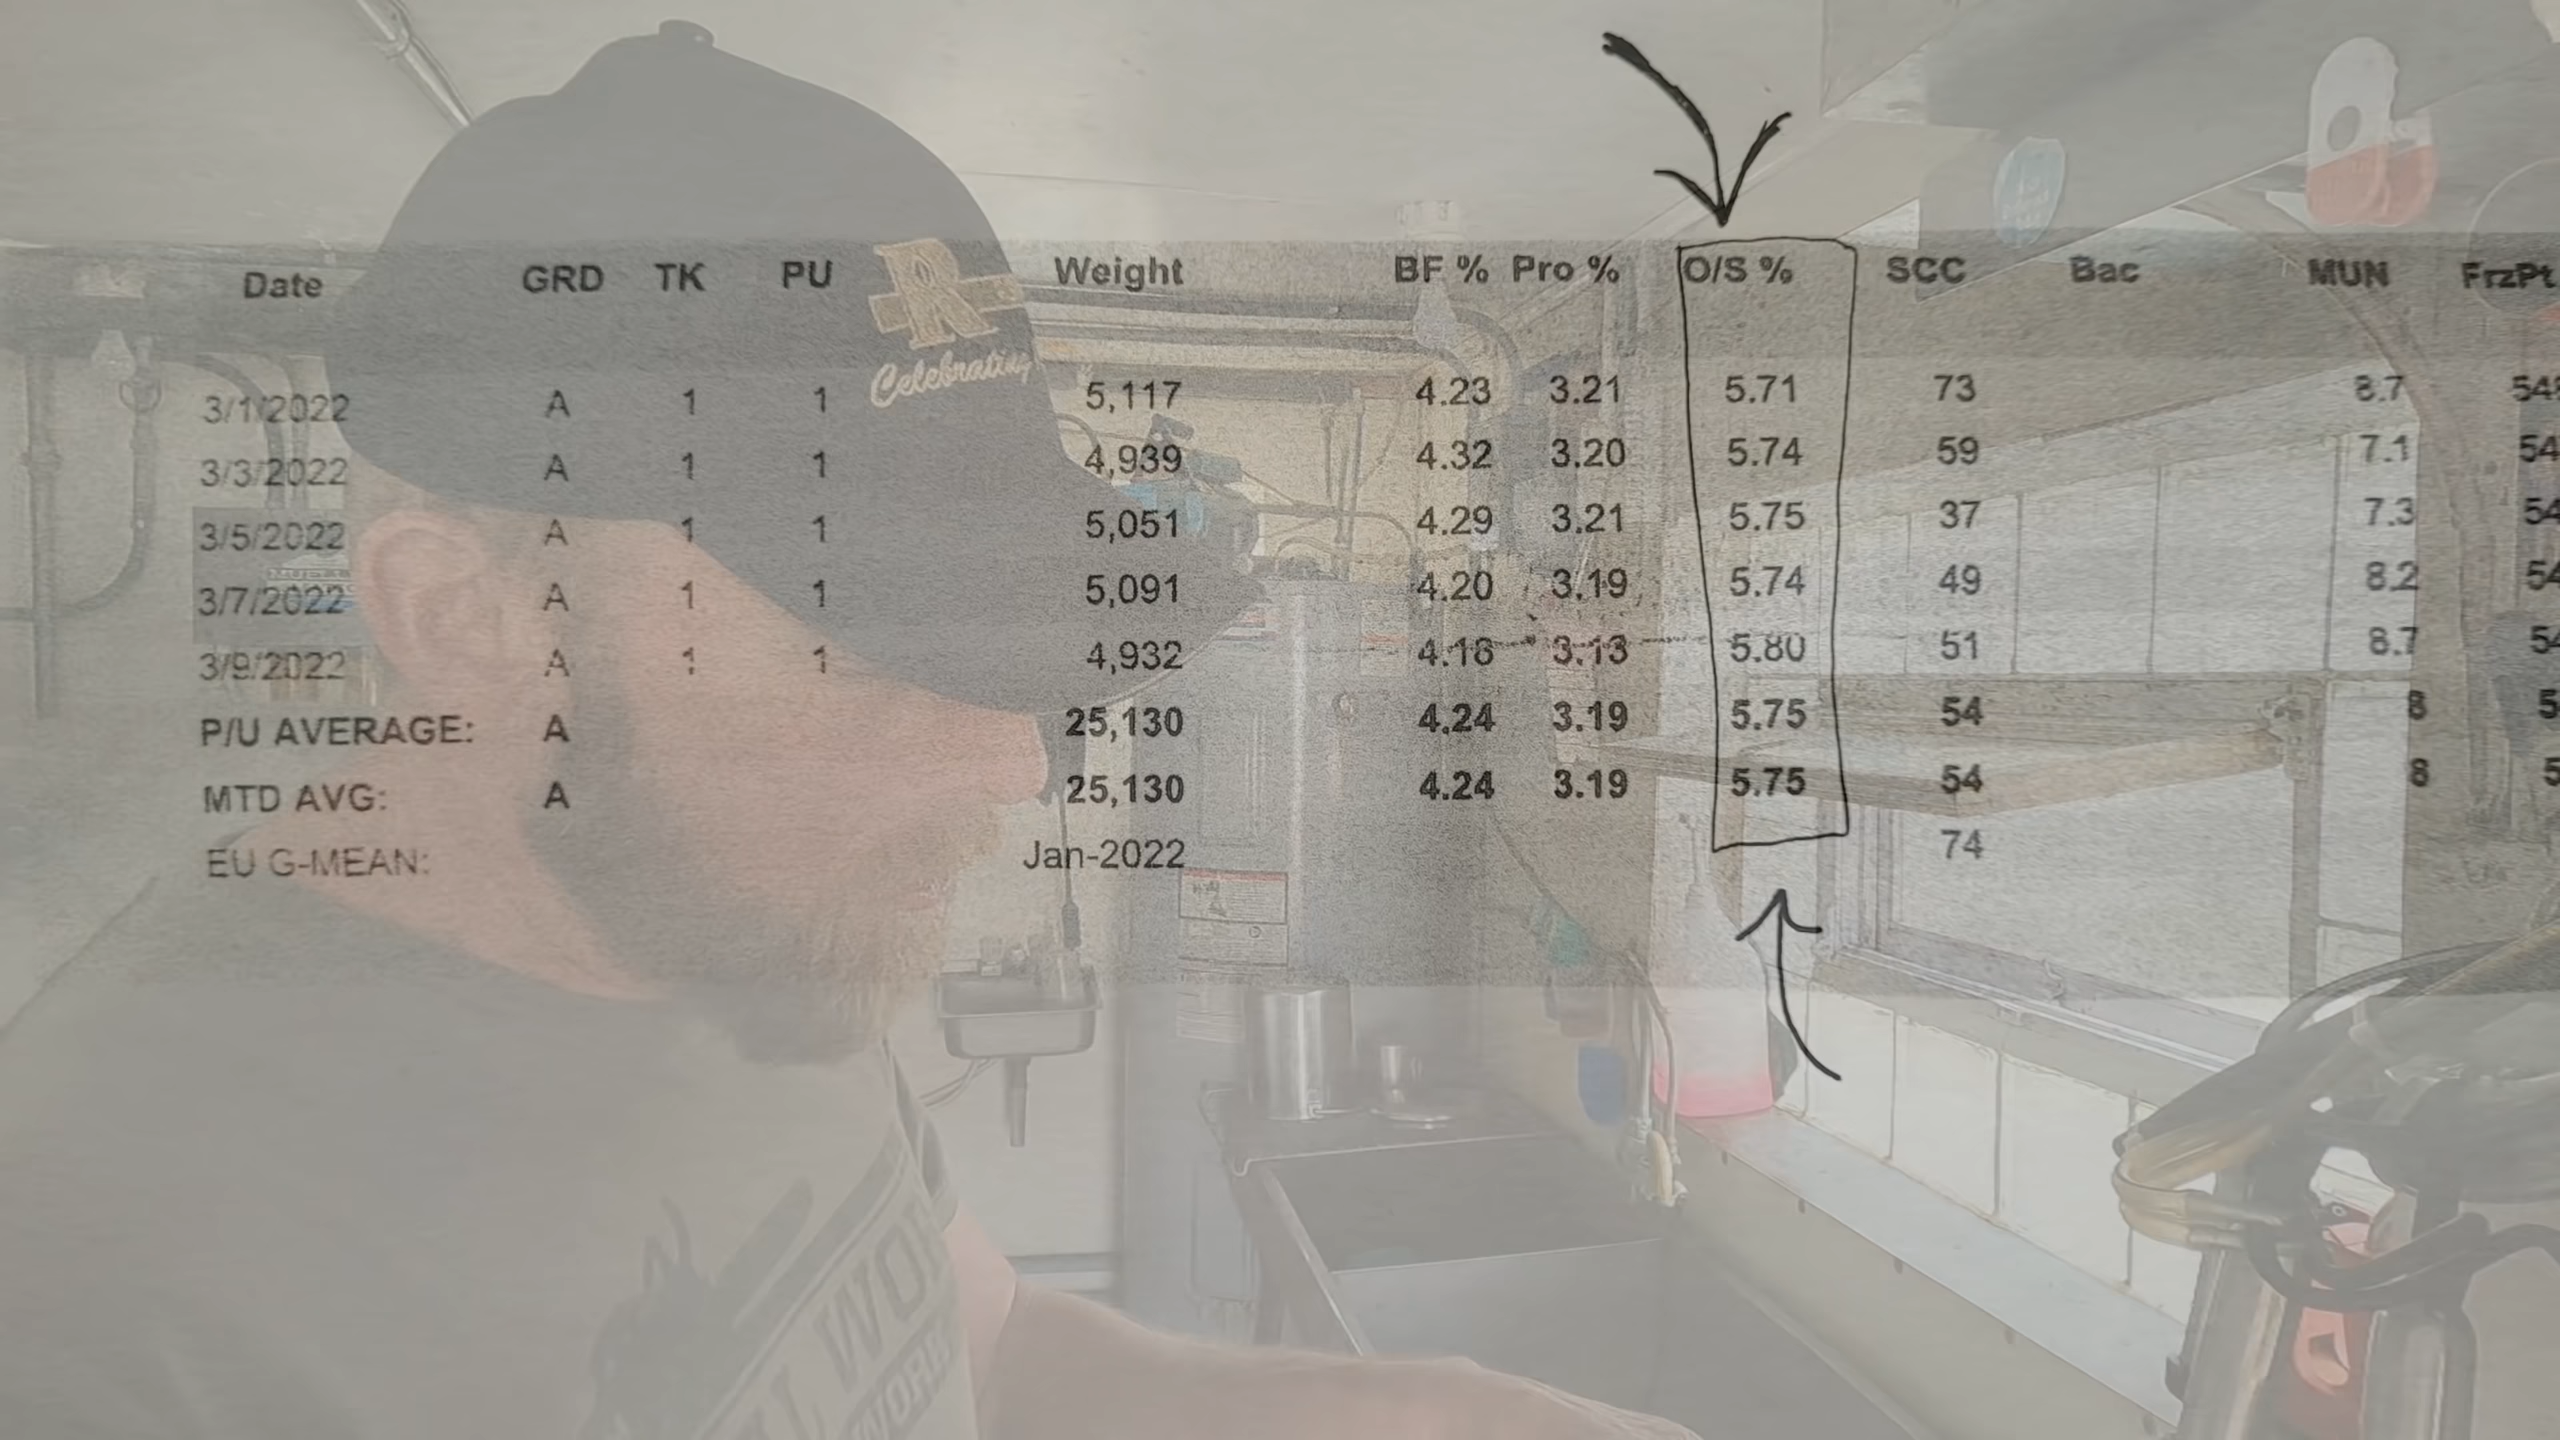 Date GRD TK PU Weight BF % Pro % O/S % SCC Bac MUN FrzPt
3/1/2022 A 1 1 5,117 4.23 3.21 5.71 73 8.7
3/3/2022 A 1 1 4,939 4.32 3.20 5.74 59 7.1
3/5/2022 A 1 1 5,051 4.29 3.21 5.75 37 7.3
3/7/2022 A 1 1 5,091 4.20 3.19 5.74 49 8.2
3/9/2022 A 1 1 4,932 4.18 3.13 5.80 51 8.7
P/U AVERAGE: A 25,130 4.24 3.19 5.75 54 8
MTD AVG: A 25,130 4.24 3.19 5.75 54 8
EU G-MEAN: Jan-2022 74
R
Celebrating